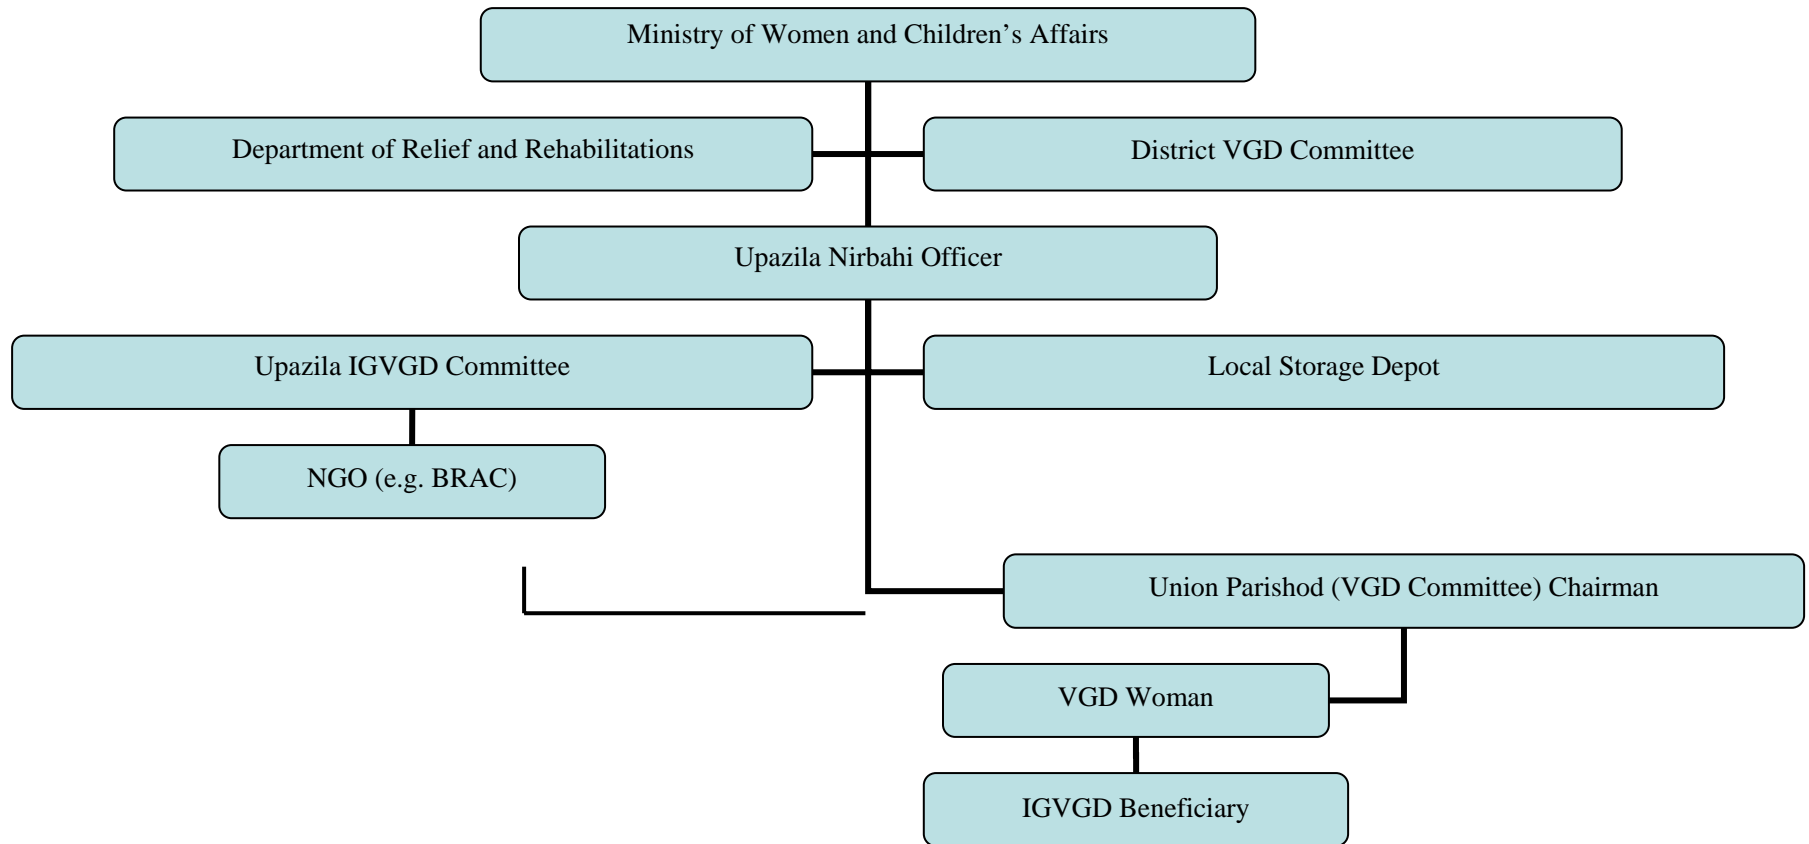 Ministry of Women and Children’s Affairs
Department of Relief and Rehabilitations
District VGD Committee
Upazila Nirbahi Officer
Upazila IGVGD Committee
Local Storage Depot
NGO (e.g. BRAC)
Union Parishod (VGD Committee) Chairman
VGD Woman
IGVGD Beneficiary